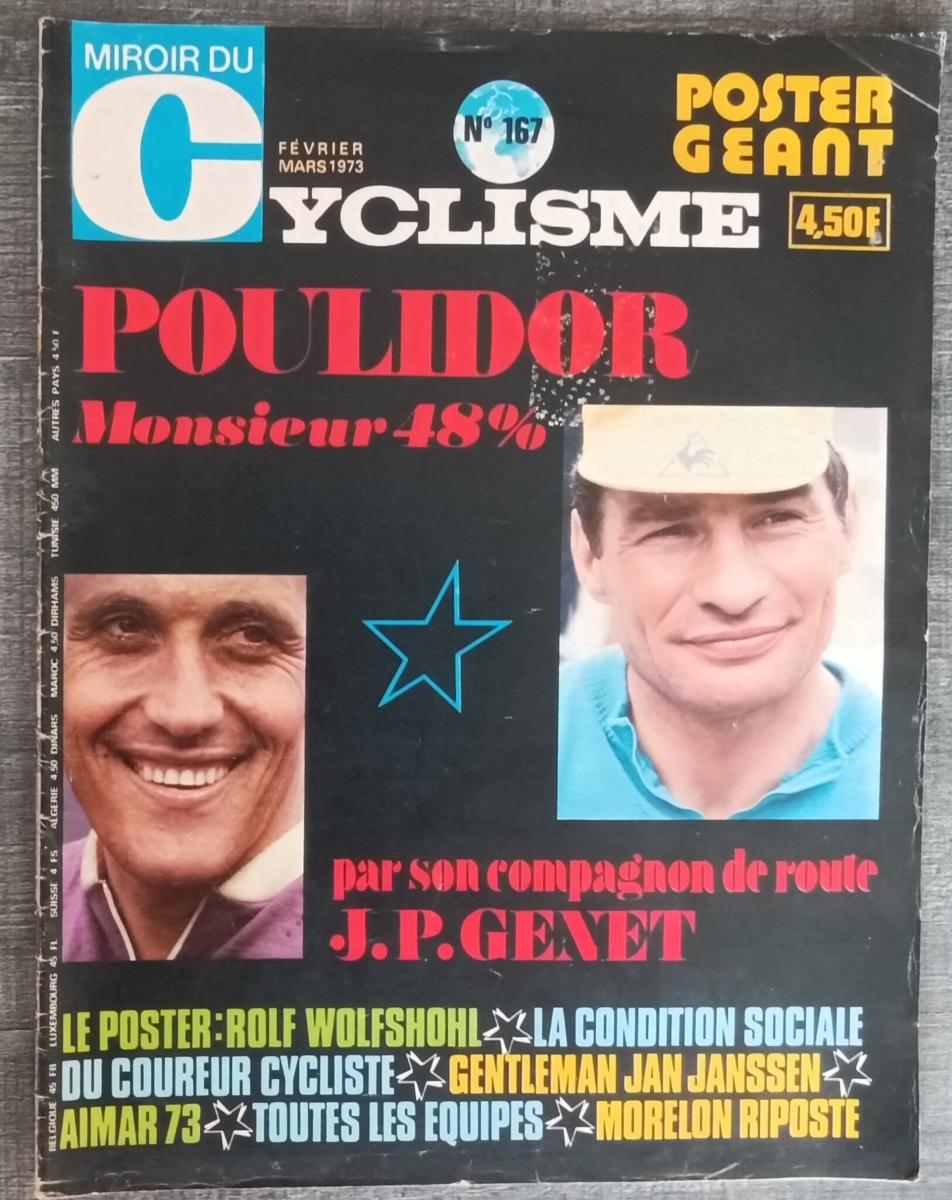 MIROIR DU
CYCLISME
FÉVRIER
MARS 1973
Nº 167
POSTER
GEANT
4,50F
POULIDOR
Monsieur 48%
par son compagnon de route
J.P.GENET
LE POSTER: ROLF WOLFSHOHL LA CONDITION SOCIALE
DU COUREUR CYCLISTE GENTLEMAN JAN JANSSEN
AIMAR 73 TOUTES LES EQUIPES MORELON RIPOSTE
BELGIQUE 45 FB LUXEMBOURG 45 FL SUISSE 4 FS ALGERIE 4.50 DINARS MAROC 4.50 DIRHAMS TUNISIE 450 MM AUTRES PAYS 4.50 F